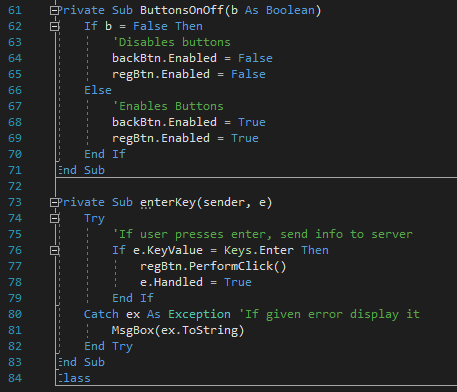 61 Private Sub ButtonsOnOff(b As Boolean)
62 If b = False Then
63 'Disables buttons
64 backBtn.Enabled = False
65 regBtn.Enabled = False
66 Else
67 'Enables Buttons
68 backBtn.Enabled = True
69 regBtn.Enabled = True
70 End If
71 End Sub
72
73 Private Sub enterKey(sender, e)
74 Try
75 'If user presses enter, send info to server
76 If e.KeyValue = Keys.Enter Then
77 regBtn.PerformClick()
78 e.Handled = True
79 End If
80 Catch ex As Exception 'If given error display it
81 MsgBox(ex.ToString)
82 End Try
83 End Sub
84 Class